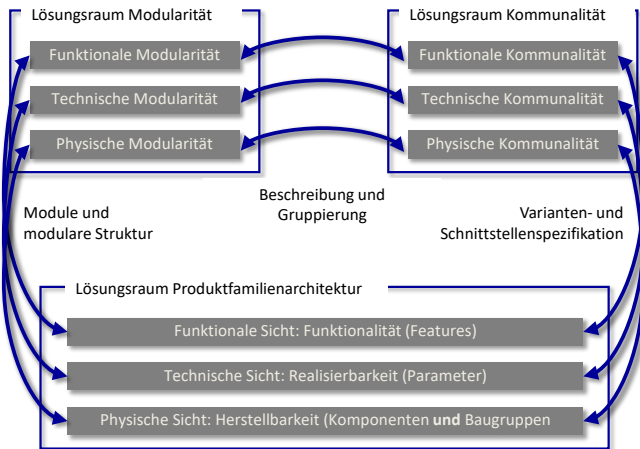 Lösungsraum Modularität
Funktionale Modularität
Technische Modularität
Physische Modularität
Lösungsraum Kommunalität
Funktionale Kommunalität
Technische Kommunalität
Physische Kommunalität
Module und
modulare Struktur
Beschreibung und
Gruppierung
Varianten- und
Schnittstellenspezifikation
Lösungsraum Produktfamilienarchitektur
Funktionale Sicht: Funktionalität (Features)
Technische Sicht: Realisierbarkeit (Parameter)
Physische Sicht: Herstellbarkeit (Komponenten und Baugruppen